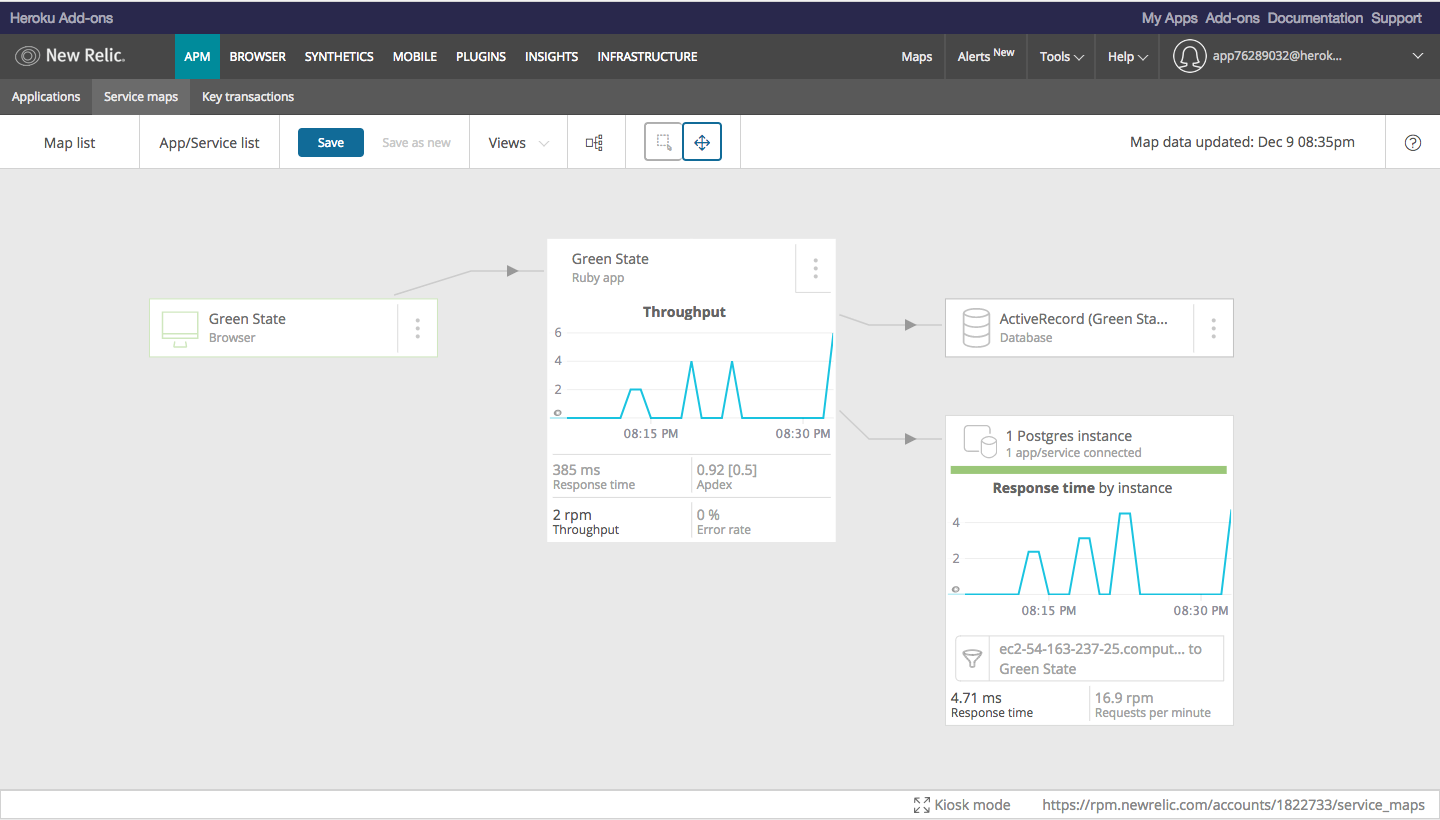 Heroku Add-ons
My Apps Add-ons Documentation Support
New Relic.
APM BROWSER SYNTHETICS MOBILE PLUGINS INSIGHTS INFRASTRUCTURE
Maps Alerts New Tools Help app76289032@herok...
Applications Service maps Key transactions
Map list App/Service list Save Save as new Views Map data updated: Dec 9 08:35pm ?
Green State
Browser
Green State
Ruby app
Throughput
6
4
2
0
08:15 PM 08:30 PM
385 ms 0.92 [0.5]
Response time Apdex
2 rpm 0 %
Throughput Error rate
ActiveRecord (Green Sta...
Database
1 Postgres instance
1 app/service connected
Response time by instance
4
2
0
08:15 PM 08:30 PM
ec2-54-163-237-25.comput... to
Green State
4.71 ms 16.9 rpm
Response time Requests per minute
Kiosk mode https://rpm.newrelic.com/accounts/1822733/service_maps